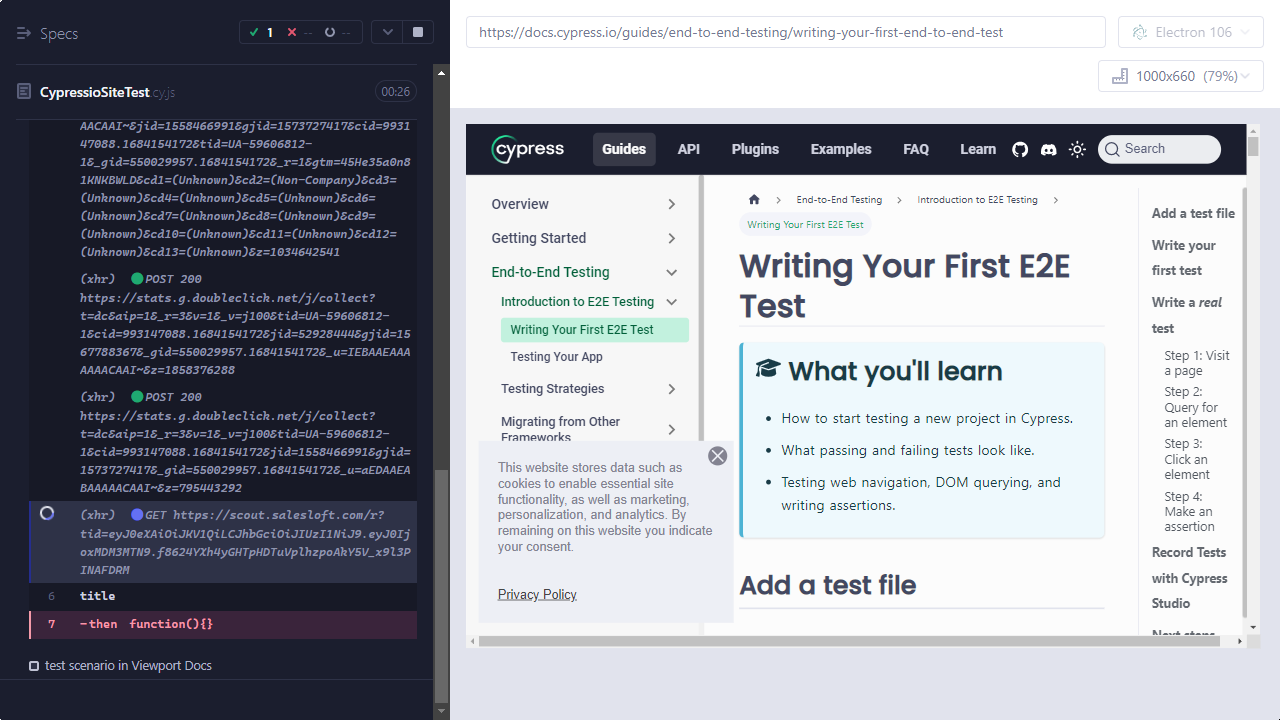 Specs
1
--
--
CypressioSiteTest cy.js
00:26
AACAAI~&jid=1558466991&gjid=1573727417&cid=993
147088.1684154172&tid=UA-59606812-
1&_gid=550029957.1684154172&_r=1&gtm=45He35a0n8
1KNKBWLD&cd1=(Unknown)&cd2=(Non-Company)&cd3=
(Unknown)&cd4=(Unknown)&cd5=(Unknown)&cd6=
(Unknown)&cd7=(Unknown)&cd8=(Unknown)&cd9=
(Unknown)&cd10=(Unknown)&cd11=(Unknown)&cd12=
(Unknown)&cd13=(Unknown)&z=1034642541
(xhr) POST 200
https://stats.g.doubleclick.net/j/collect?
t=dc&aip=1&_r=3&v=1&_v=j100&tid=UA-59606812-
1&cid=993147088.1684154172&jid=52928444&gjid=15
67788367&_gid=550029957.1684154172&_u=IEBAAEAAA
AAAACAAI~&z=1858376288
(xhr) POST 200
https://stats.g.doubleclick.net/j/collect?
t=dc&aip=1&_r=3&v=1&_v=j100&tid=UA-59606812-
1&cid=993147088.1684154172&jid=1558466991&gjid=
1573727417&_gid=550029957.1684154172&_u=aEDAAEA
BAAAAACAAI~&z=795443292
(xhr) GET https://scout.salesloft.com/r?
tid=eyJ0eXAiOiJKV1QiLCJhbGciOiJIUzI1NiJ9.eyJ0Ij
oxMDM3MTN9.f8624YXh4yGHTpHDTuVplhzpoAkY5V_x9l3P
INAFDRM
6 title
7 -then function(){}
test scenario in Viewport Docs
https://docs.cypress.io/guides/end-to-end-testing/writing-your-first-end-to-end-test
Electron 106
1000x660 (79%)
cypress
Guides
API
Plugins
Examples
FAQ
Learn
Search
Overview
Getting Started
End-to-End Testing
Introduction to E2E Testing
Writing Your First E2E Test
Testing Your App
Testing Strategies
Migrating from Other
Frameworks
This website stores data such as
cookies to enable essential site
functionality, as well as marketing,
personalization, and analytics. By
remaining on this website you indicate
your consent.
Privacy Policy
End-to-End Testing
Introduction to E2E Testing
Writing Your First E2E Test
Writing Your First E2E
Test
What you'll learn
How to start testing a new project in Cypress.
What passing and failing tests look like.
Testing web navigation, DOM querying, and
writing assertions.
Add a test file
Add a test file
Write your
first test
Write a real
test
Step 1: Visit
a page
Step 2:
Query for
an element
Step 3:
Click an
element
Step 4:
Make an
assertion
Record Tests
with Cypress
Studio
Next steps